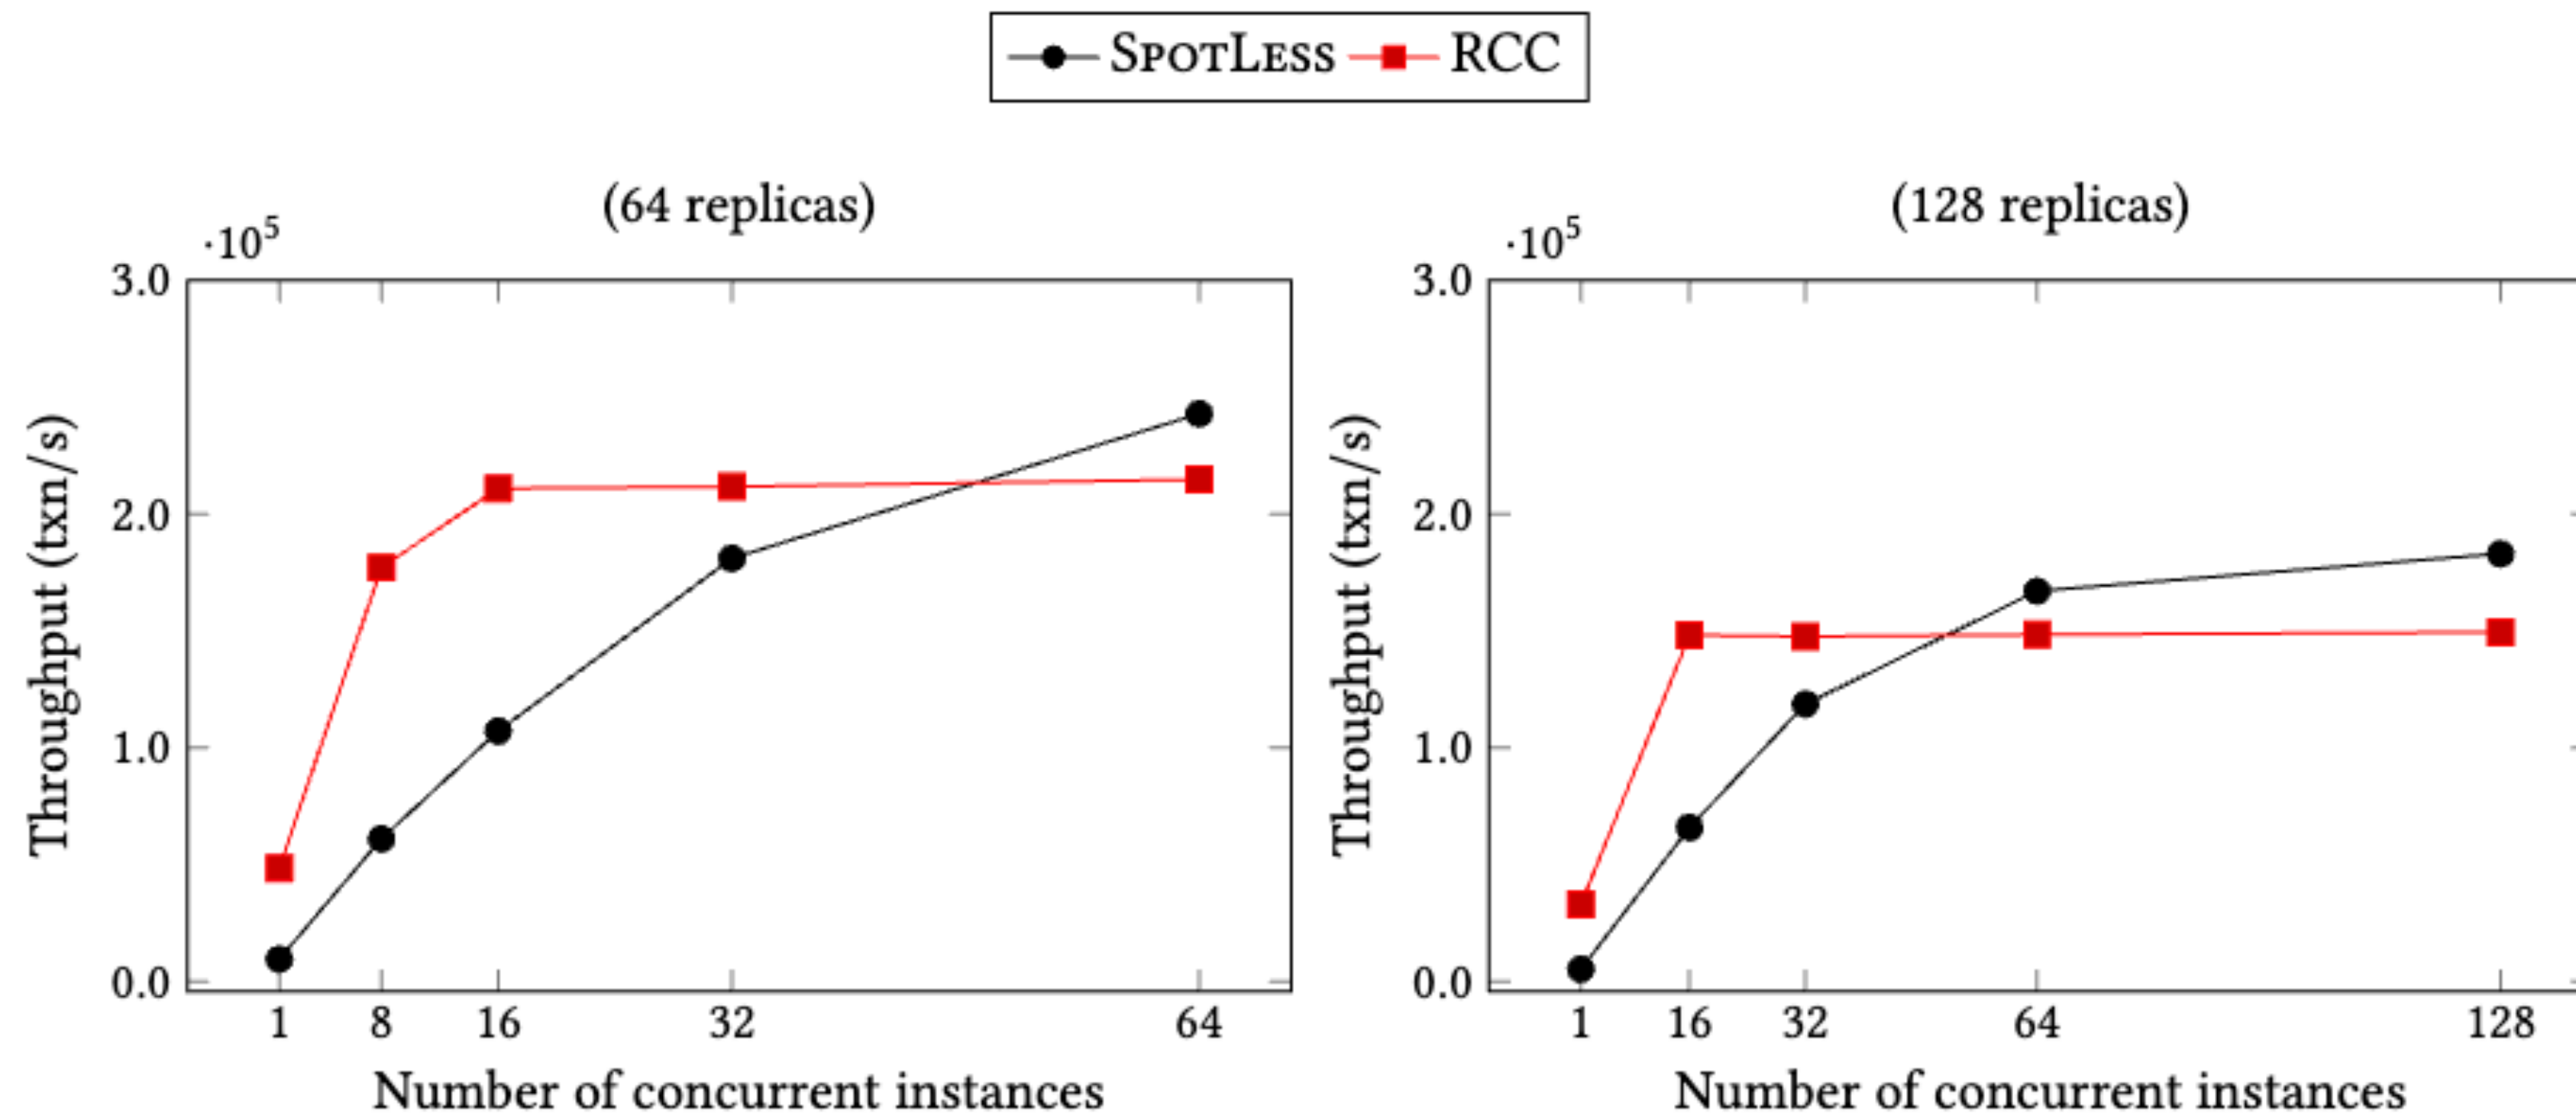 SPOTLESS RCC
(64 replicas)
·10⁵
3.0
2.0
1.0
0.0
Throughput (txn/s)
1 8 16 32 64
Number of concurrent instances
(128 replicas)
·10⁵
3.0
2.0
1.0
0.0
Throughput (txn/s)
1 16 32 64 128
Number of concurrent instances